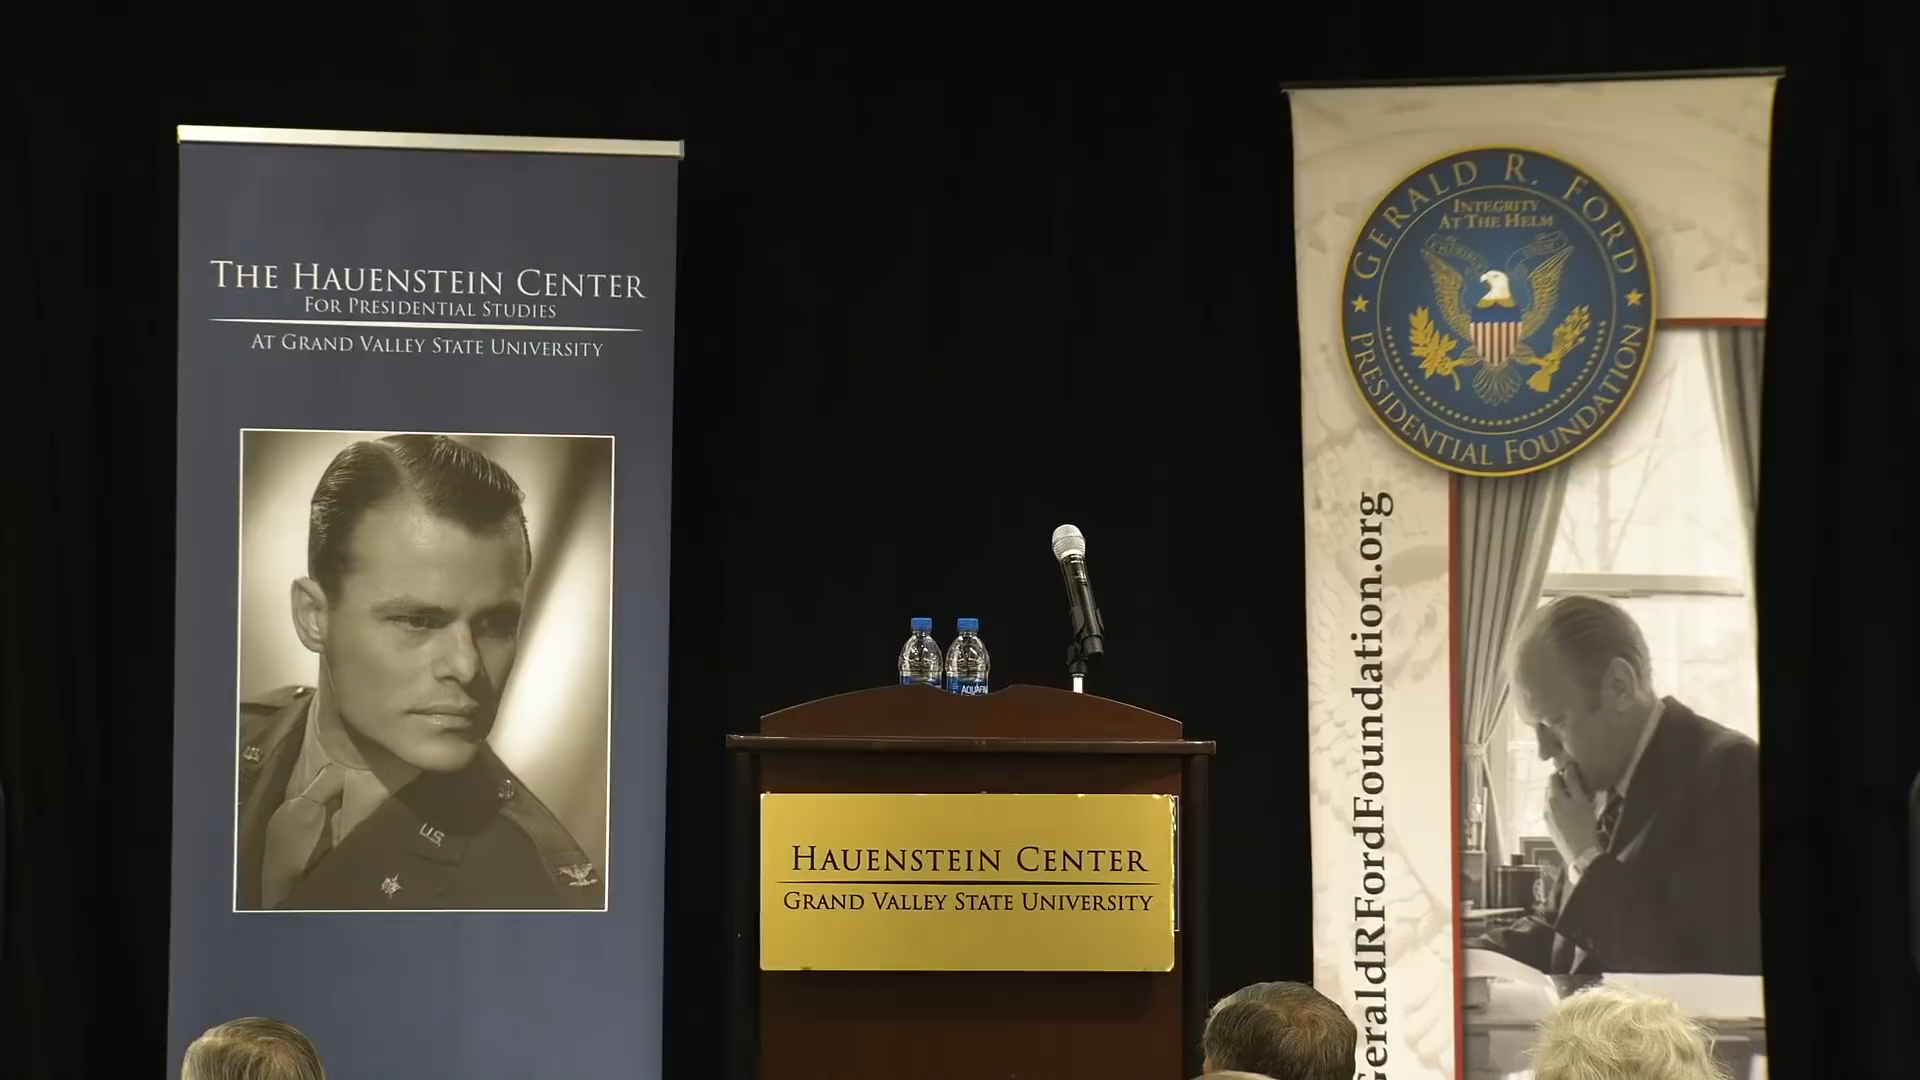 THE HAUENSTEIN CENTER
FOR PRESIDENTIAL STUDIES
AT GRAND VALLEY STATE UNIVERSITY
U.S.
AQUAFINA
HAUENSTEIN CENTER
GRAND VALLEY STATE UNIVERSITY
GERALD R. FORD
INTEGRITY
AT THE HELM
PRESIDENTIAL FOUNDATION
GeraldRFordFoundation.org